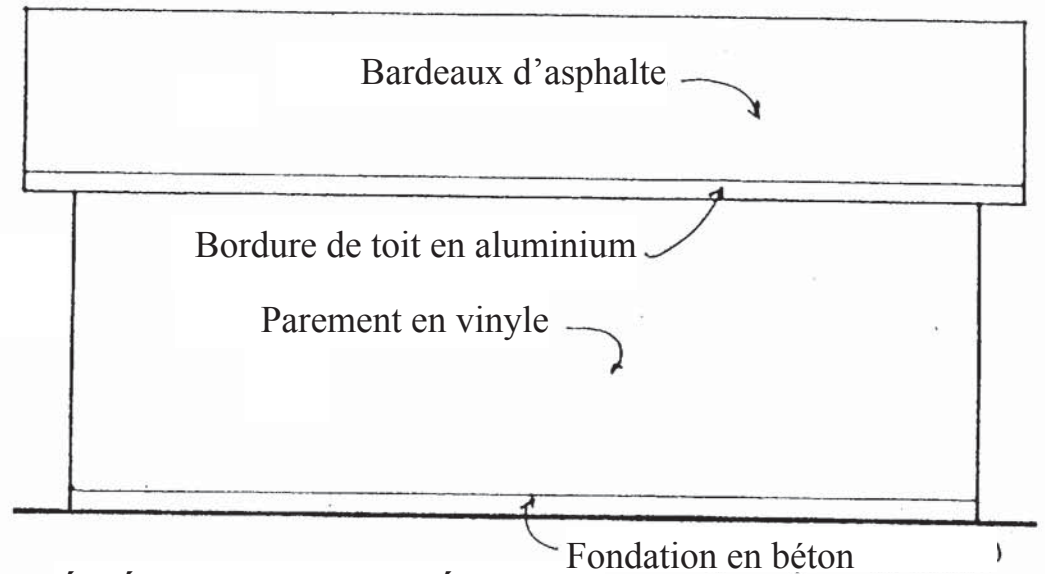 Bardeaux d’asphalte
Bordure de toit en aluminium
Parement en vinyle
Fondation en béton